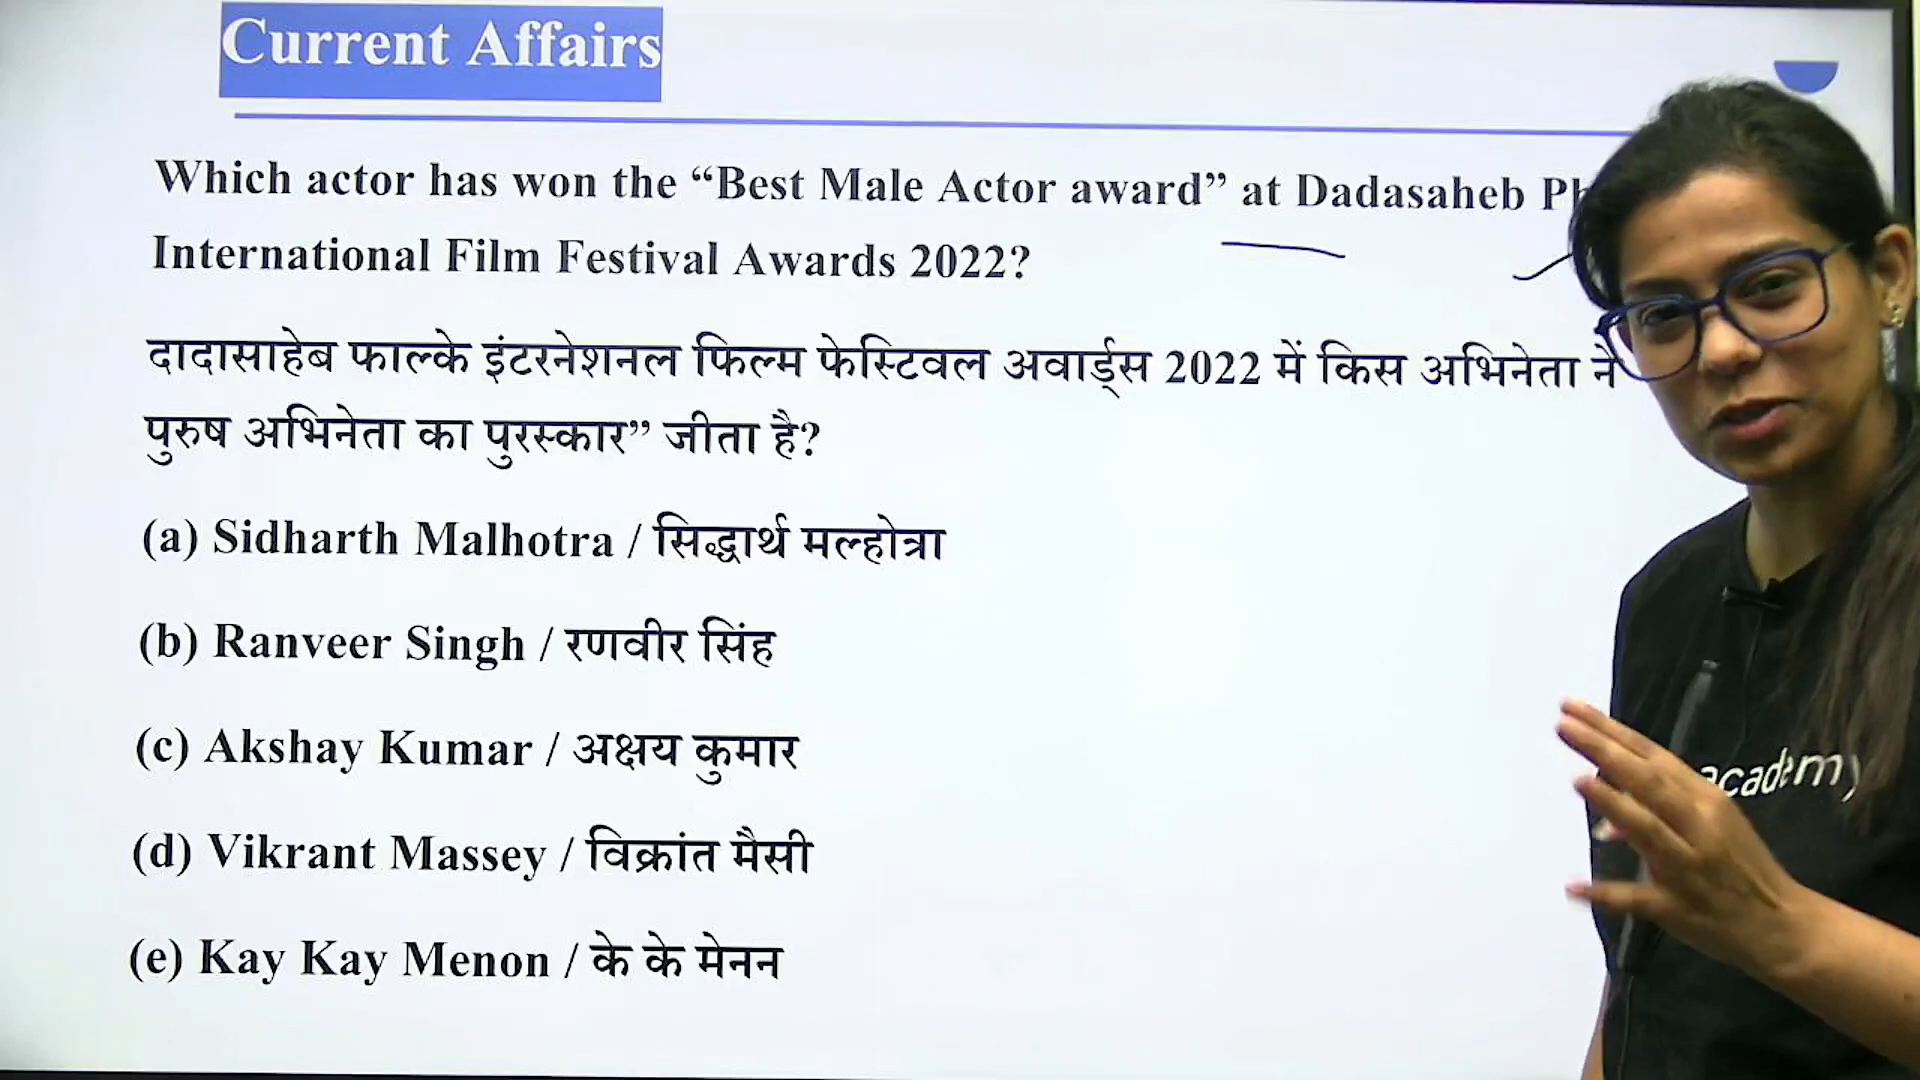 Current Affairs
Which actor has won the “Best Male Actor award” at Dadasaheb
International Film Festival Awards 2022?
दादासाहेब फाल्के इंटरनेशनल फिल्म फेस्टिवल अवार्ड्स 2022 में किस अभिनेता ने
पुरुष अभिनेता का पुरस्कार” जीता है?
(a) Sidharth Malhotra / सिद्धार्थ मल्होत्रा
(b) Ranveer Singh / रणवीर सिंह
(c) Akshay Kumar / अक्षय कुमार
(d) Vikrant Massey / विक्रांत मैसी
(e) Kay Kay Menon / के के मेनन
academy